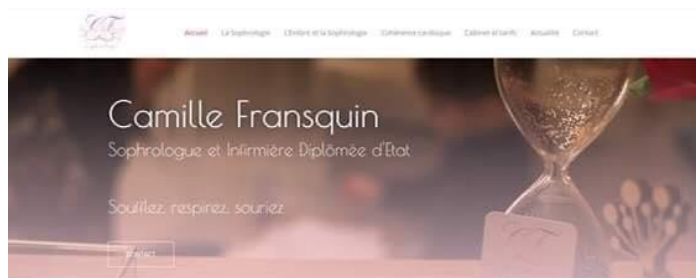 Accueil La Sophrologie L'Enfant et la Sophrologie Cohérence cardiaque Cabinet et tarifs Actualité Contact
Camille Fransquin
Sophrologue et Infirmière Diplômée d'Etat
Soufflez, respirez, souriez